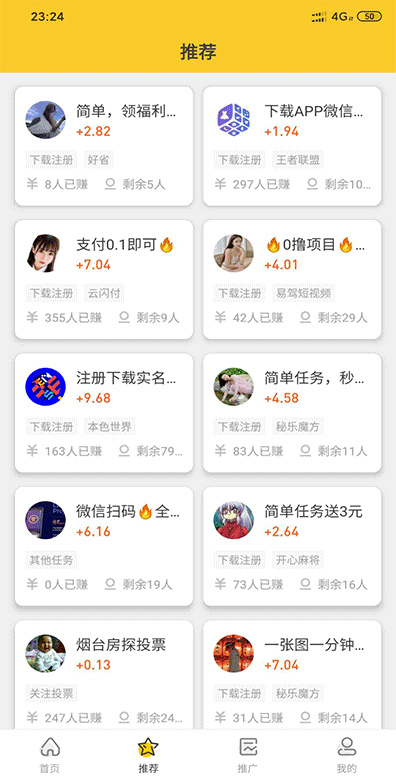 23:24
4G
50
推荐
简单，领福利…
+2.82
下载注册 好省
8人已赚 剩余5人
下载APP微信…
+1.94
下载注册 王者联盟
297人已赚 剩余10…
支付0.1即可🔥
+7.04
下载注册 云闪付
355人已赚 剩余9人
🔥0撸项目🔥…
+4.01
下载注册 易驾短视频
42人已赚 剩余29人
注册下载实名…
+9.68
下载注册 本色世界
163人已赚 剩余79…
简单任务，秒…
+4.58
下载注册 秘乐魔方
83人已赚 剩余11人
微信扫码🔥全…
+6.16
其他任务
0人已赚 剩余19人
简单任务送3元
+2.64
下载注册 开心麻将
73人已赚 剩余16人
烟台房探投票
+0.13
关注投票
247人已赚 剩余24…
一张图一分钟…
+7.04
下载注册 秘乐魔方
31人已赚 剩余14人
首页
推荐
推广
我的